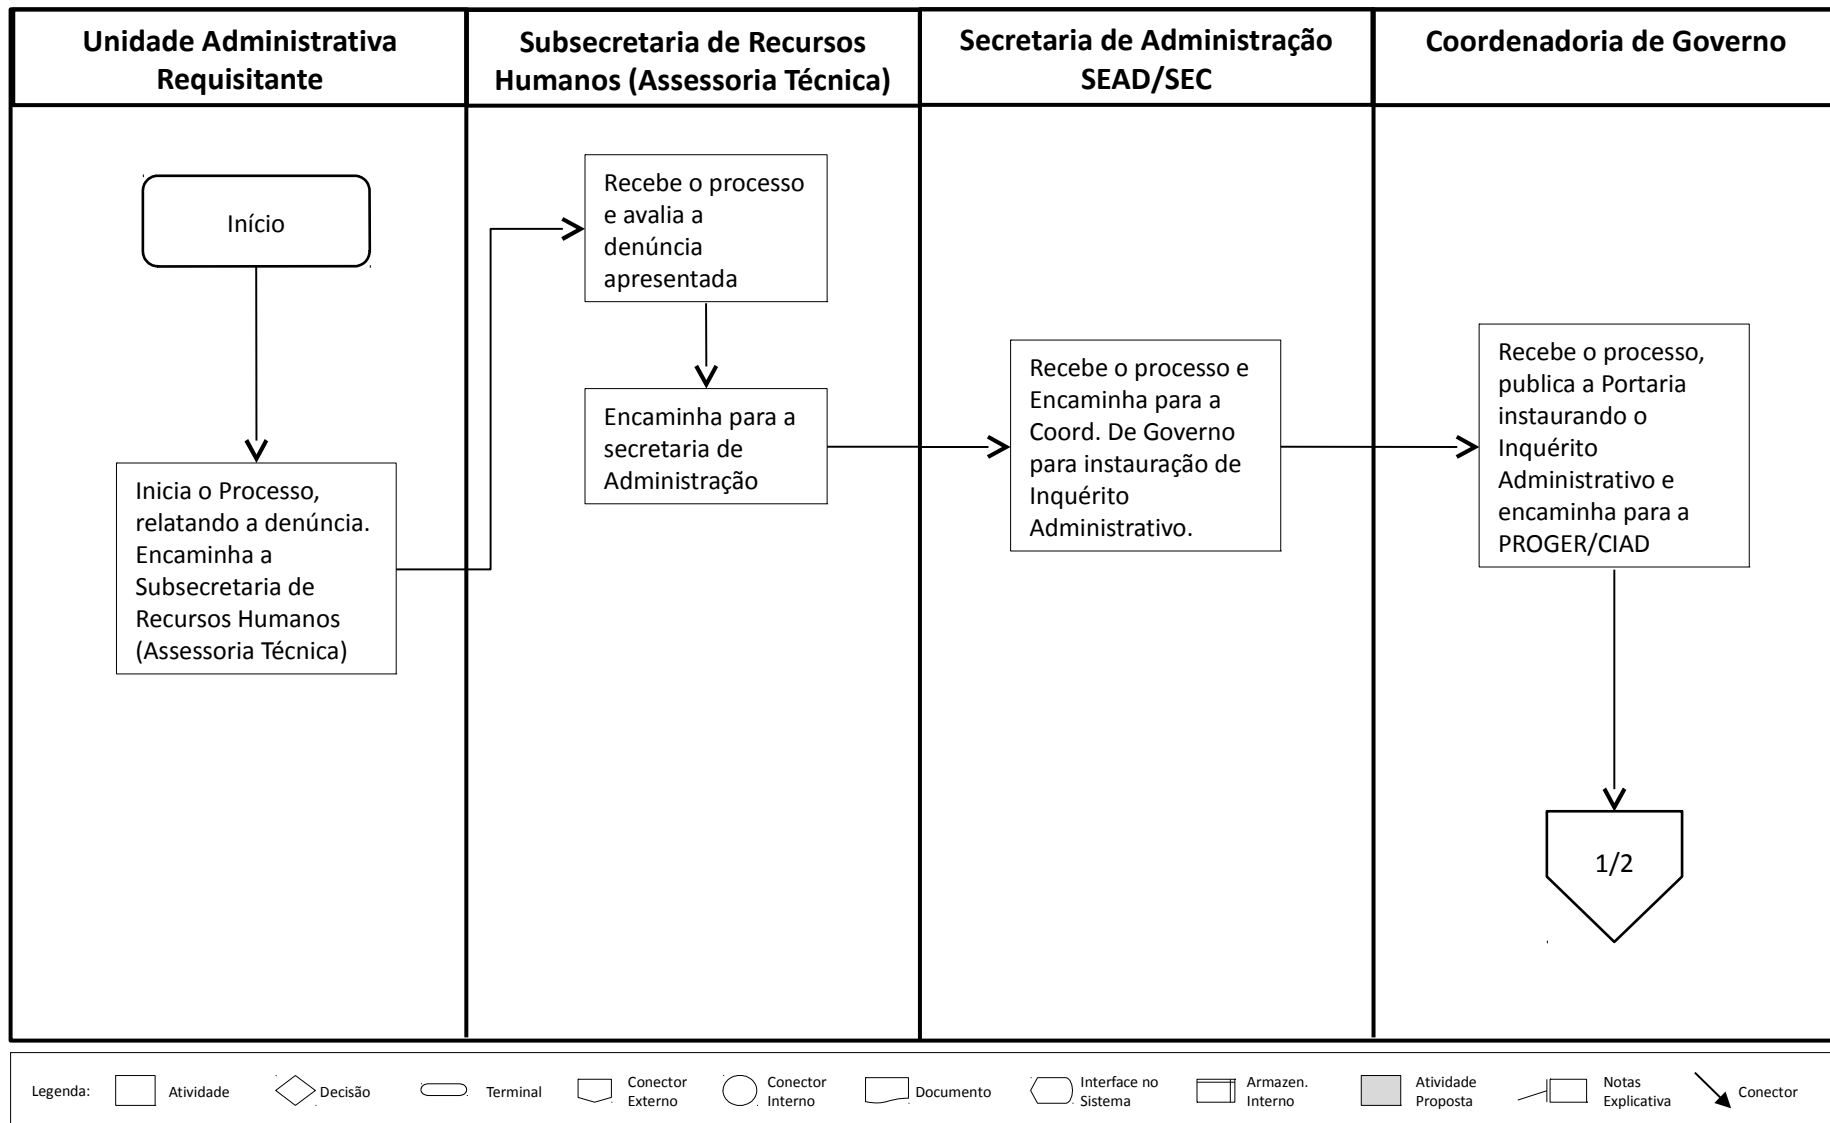 Unidade Administrativa
Requisitante
Subsecretaria de Recursos
Humanos (Assessoria Técnica)
Secretaria de Administração
SEAD/SEC
Coordenadoria de Governo
Início
Inicia o Processo,
relatando a denúncia.
Encaminha a
Subsecretaria de
Recursos Humanos
(Assessoria Técnica)
Recebe o processo
e avalia a
denúncia
apresentada
Encaminha para a
secretaria de
Administração
Recebe o processo e
Encaminha para a
Coord. De Governo
para instauração de
Inquérito
Administrativo.
Recebe o processo,
publica a Portaria
instaurando o
Inquérito
Administrativo e
encaminha para a
PROGER/CIAD
1/2
Legenda:
Atividade
Decisão
Terminal
Conector
Externo
Conector
Interno
Documento
Interface no
Sistema
Armazen.
Interno
Atividade
Proposta
Notas
Explicativa
Conector